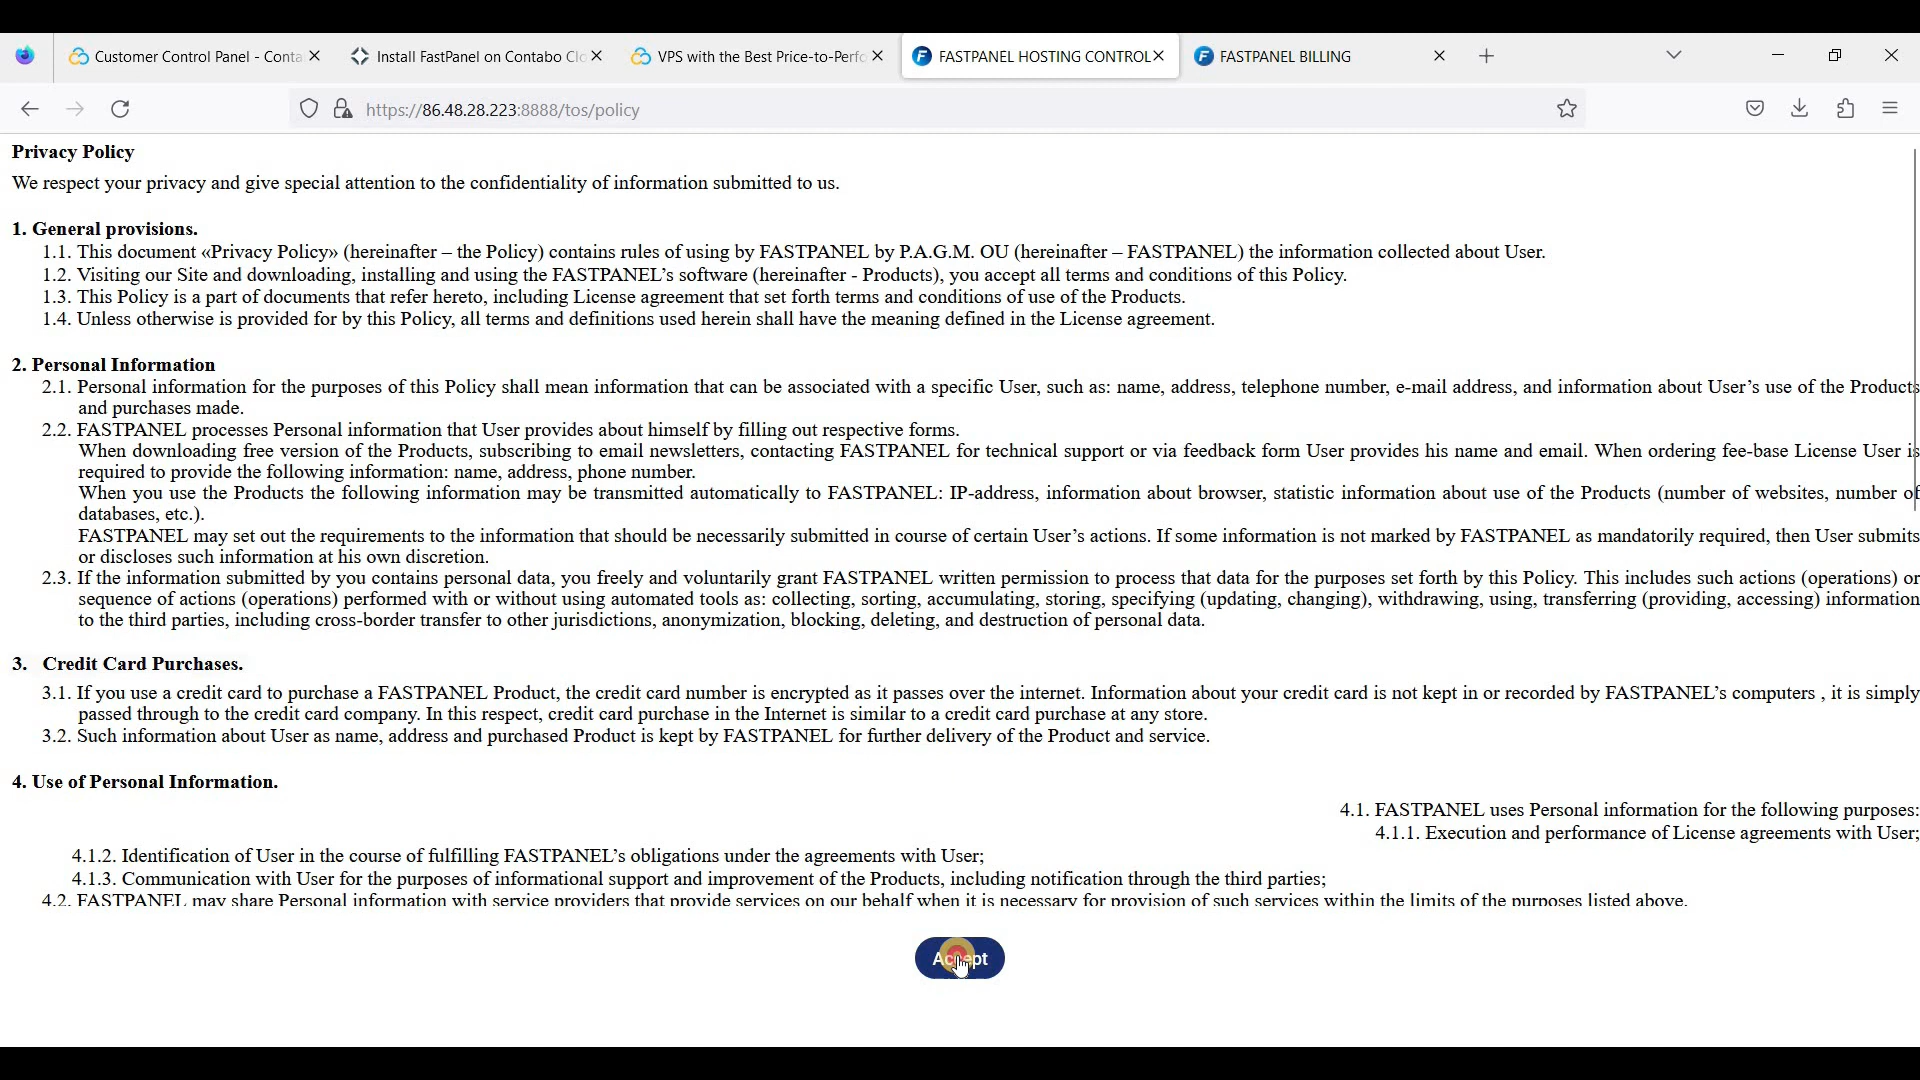 Customer Control Panel - Conta
Install FastPanel on Contabo Clo
VPS with the Best Price-to-Perfo
FASTPANEL HOSTING CONTROL
FASTPANEL BILLING
https://86.48.28.223:8888/tos/policy
Privacy Policy
We respect your privacy and give special attention to the confidentiality of information submitted to us.
1. General provisions.
1.1. This document «Privacy Policy» (hereinafter – the Policy) contains rules of using by FASTPANEL by P.A.G.M. OU (hereinafter – FASTPANEL) the information collected about User.
1.2. Visiting our Site and downloading, installing and using the FASTPANEL’s software (hereinafter - Products), you accept all terms and conditions of this Policy.
1.3. This Policy is a part of documents that refer hereto, including License agreement that set forth terms and conditions of use of the Products.
1.4. Unless otherwise is provided for by this Policy, all terms and definitions used herein shall have the meaning defined in the License agreement.
2. Personal Information
2.1. Personal information for the purposes of this Policy shall mean information that can be associated with a specific User, such as: name, address, telephone number, e-mail address, and information about User’s use of the Products
and purchases made.
2.2. FASTPANEL processes Personal information that User provides about himself by filling out respective forms.
When downloading free version of the Products, subscribing to email newsletters, contacting FASTPANEL for technical support or via feedback form User provides his name and email. When ordering fee-base License User is
required to provide the following information: name, address, phone number.
When you use the Products the following information may be transmitted automatically to FASTPANEL: IP-address, information about browser, statistic information about use of the Products (number of websites, number of
databases, etc.).
FASTPANEL may set out the requirements to the information that should be necessarily submitted in course of certain User’s actions. If some information is not marked by FASTPANEL as mandatorily required, then User submits
or discloses such information at his own discretion.
2.3. If the information submitted by you contains personal data, you freely and voluntarily grant FASTPANEL written permission to process that data for the purposes set forth by this Policy. This includes such actions (operations) or
sequence of actions (operations) performed with or without using automated tools as: collecting, sorting, accumulating, storing, specifying (updating, changing), withdrawing, using, transferring (providing, accessing) information
to the third parties, including cross-border transfer to other jurisdictions, anonymization, blocking, deleting, and destruction of personal data.
3. Credit Card Purchases.
3.1. If you use a credit card to purchase a FASTPANEL Product, the credit card number is encrypted as it passes over the internet. Information about your credit card is not kept in or recorded by FASTPANEL’s computers , it is simply
passed through to the credit card company. In this respect, credit card purchase in the Internet is similar to a credit card purchase at any store.
3.2. Such information about User as name, address and purchased Product is kept by FASTPANEL for further delivery of the Product and service.
4. Use of Personal Information.
4.1. FASTPANEL uses Personal information for the following purposes:
4.1.1. Execution and performance of License agreements with User;
4.1.2. Identification of User in the course of fulfilling FASTPANEL’s obligations under the agreements with User;
4.1.3. Communication with User for the purposes of informational support and improvement of the Products, including notification through the third parties;
4.2. FASTPANEL may share Personal information with service providers that provide services on our behalf when it is necessary for provision of such services within the limits of the purposes listed above.
Accept